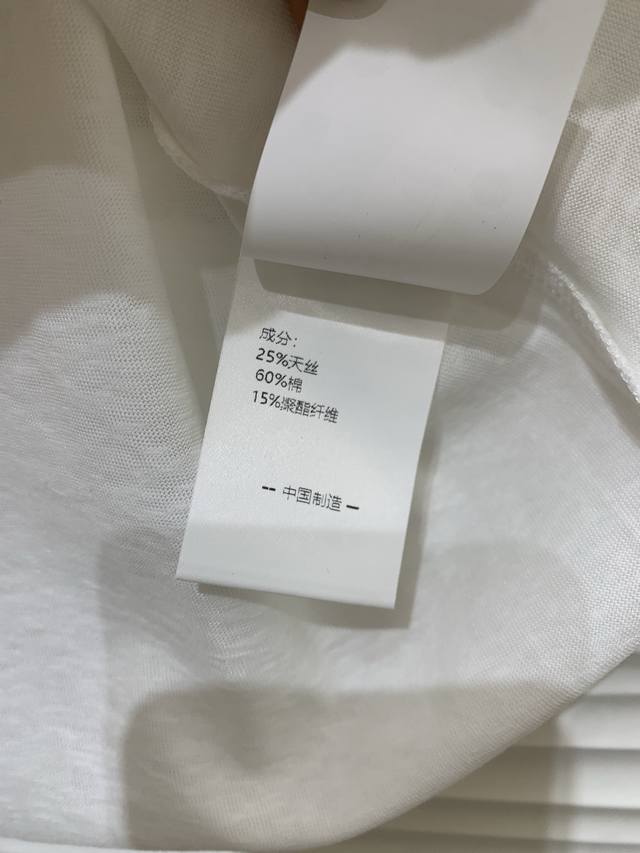 成分：
25%天丝
60%棉
15%聚酯纤维
-- 中国制造 --